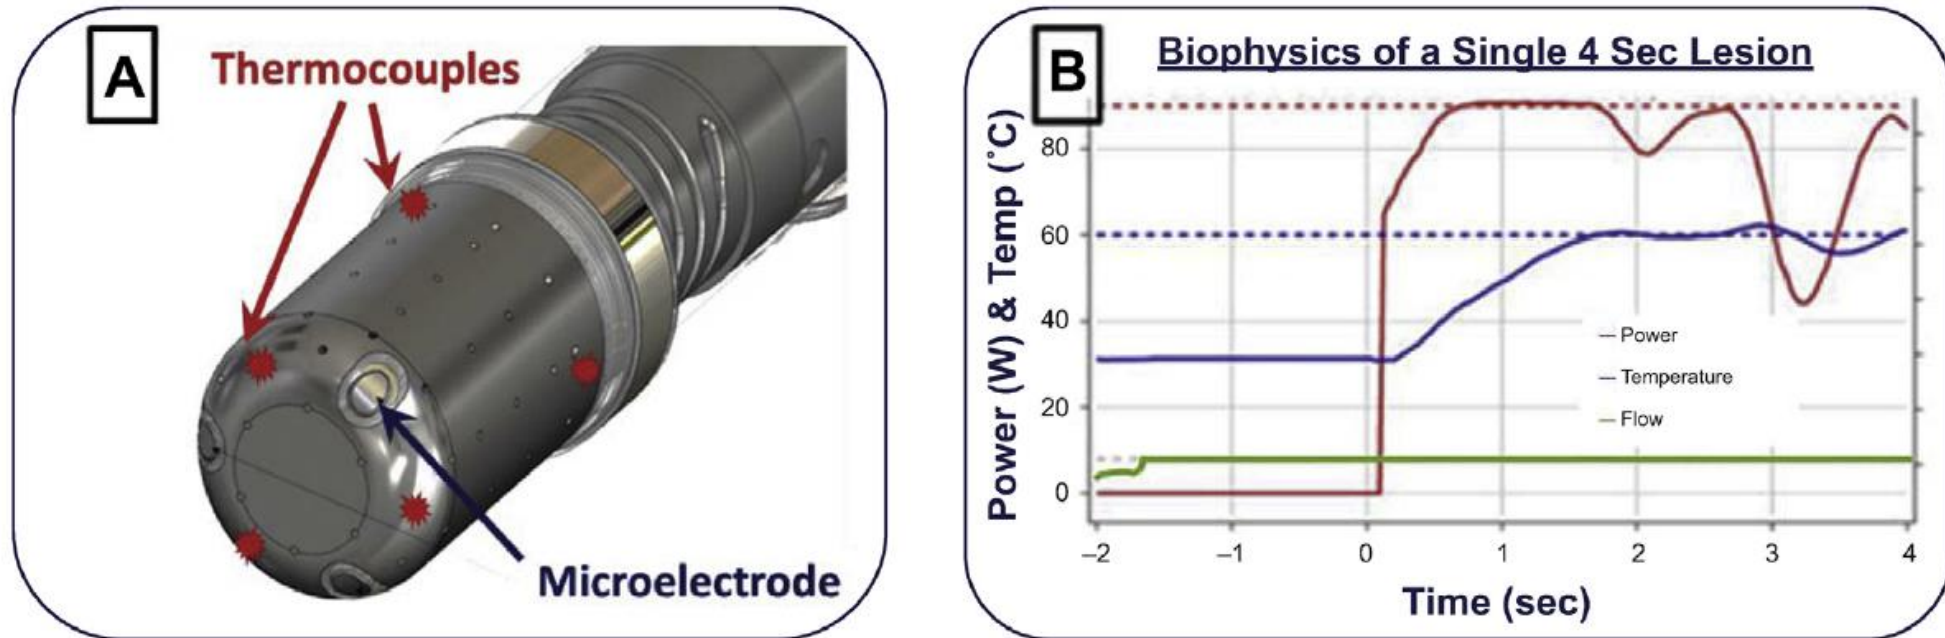 A
Thermocouples
Microelectrode
B
Biophysics of a Single 4 Sec Lesion
Power (W) & Temp (˚C)
80
60
40
20
0
Power
Temperature
Flow
–2 –1 0 1 2 3 4
Time (sec)